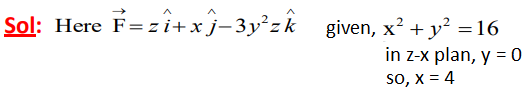 Sol: Here F⃗ = z î + x ĵ − 3y²z k̂ given, x² + y² = 16
in z-x plan, y = 0
so, x = 4